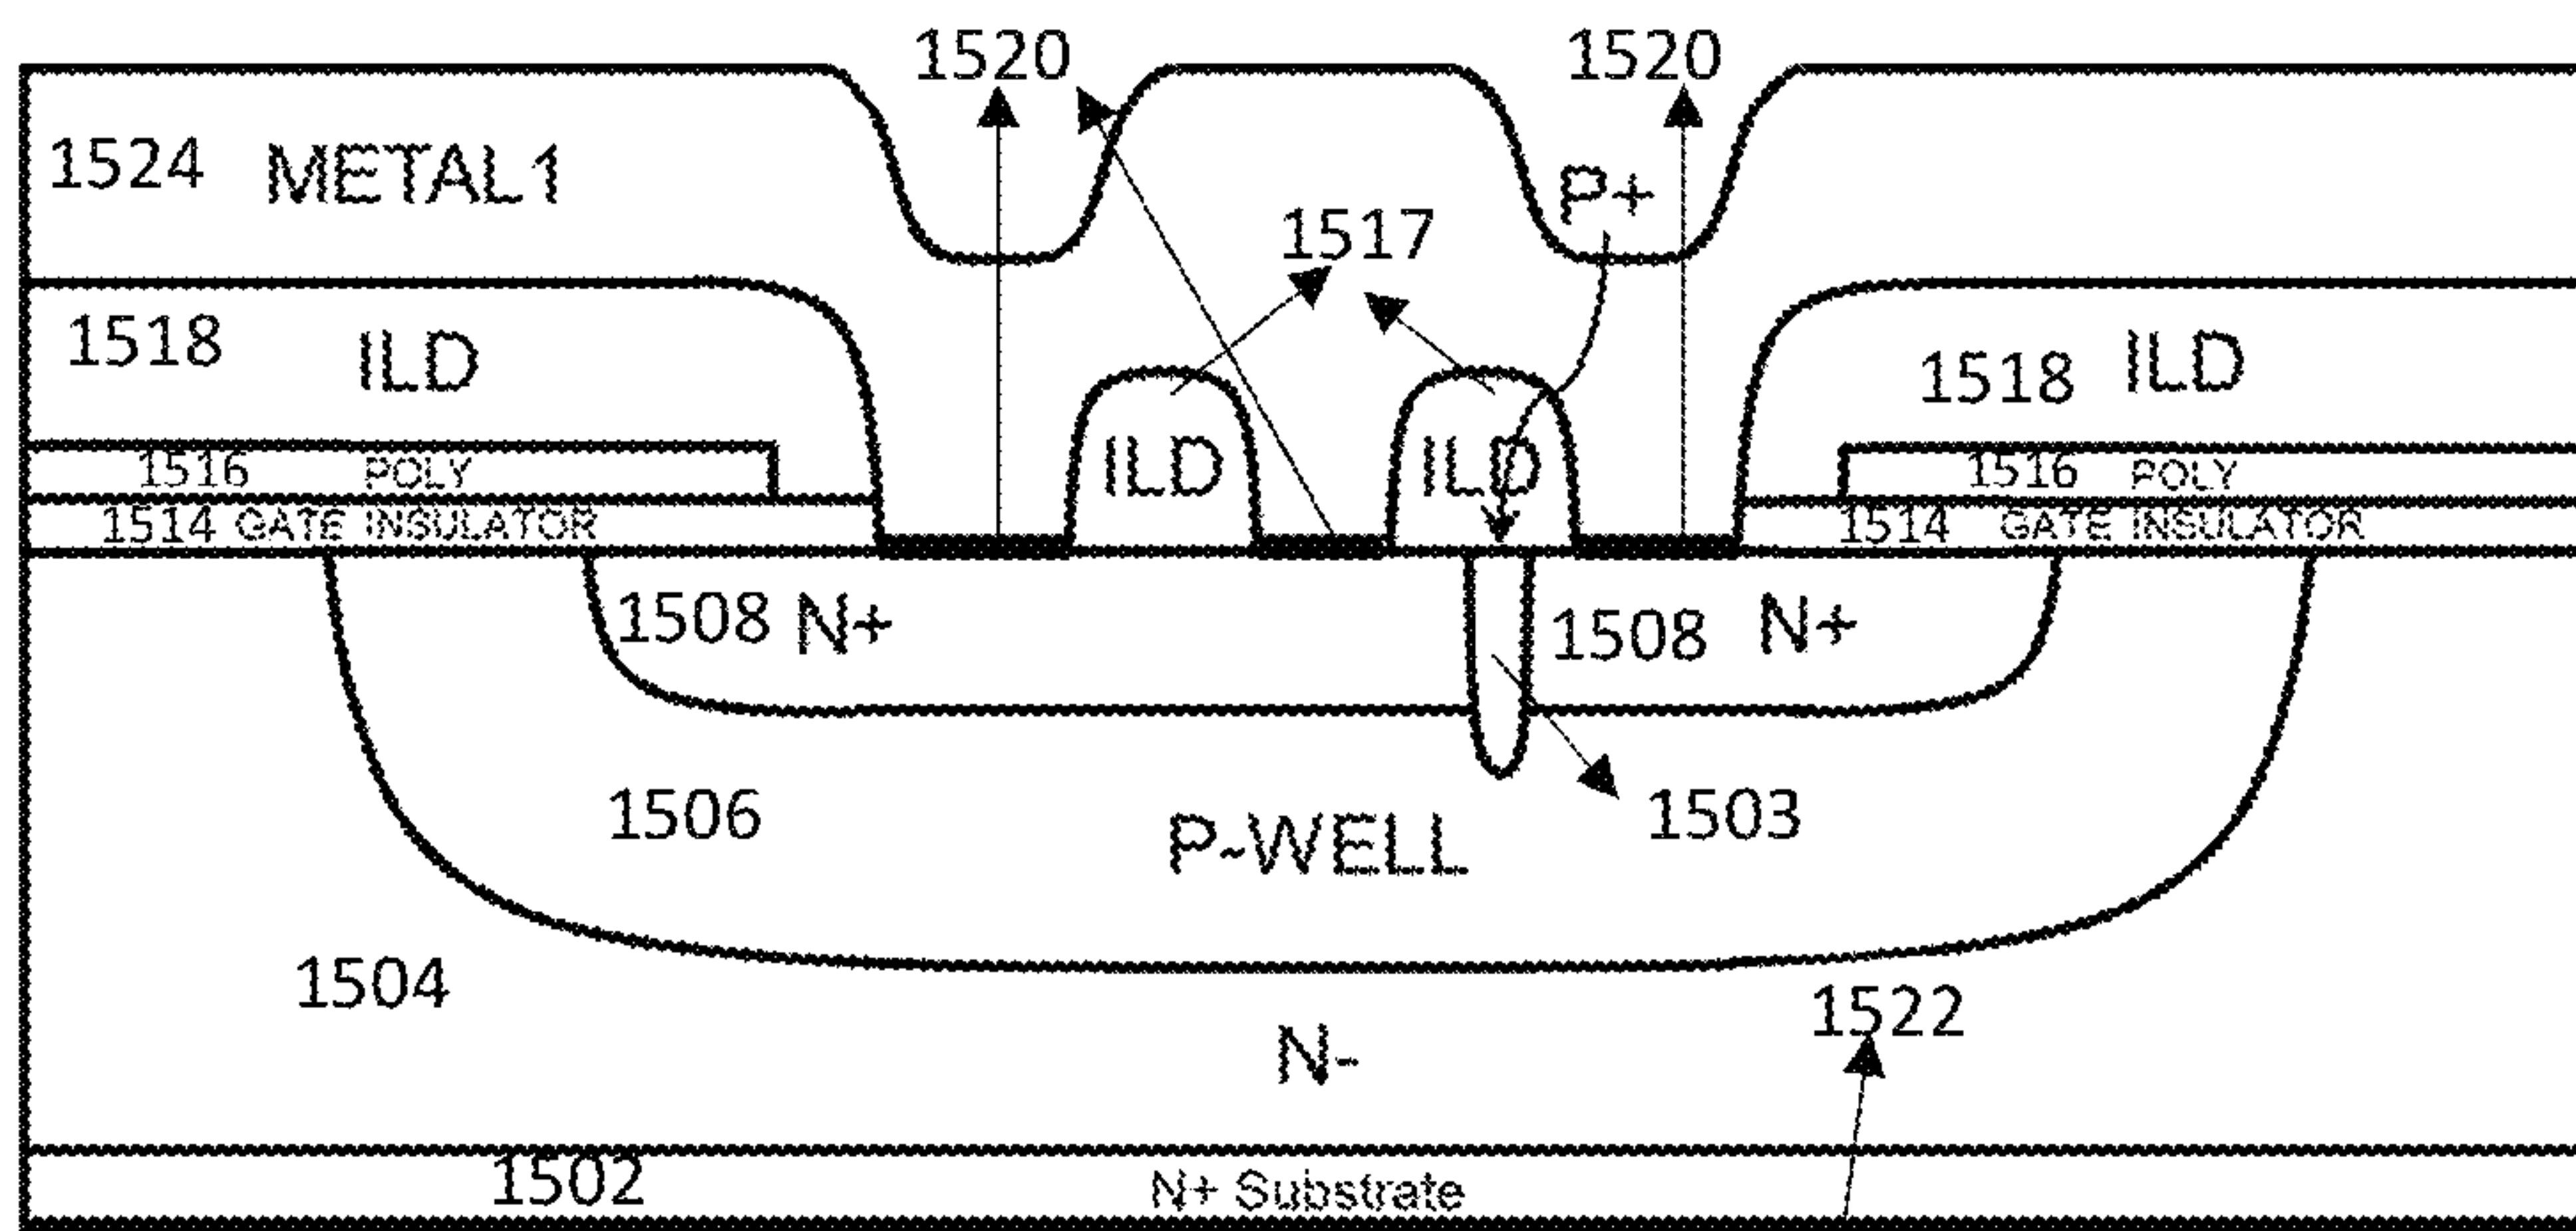 1520 1520
1524 METAL1
P+
1517
1518 ILD
1518 ILD
ILD ILD
1516 POLY
1516 POLY
1514 GATE INSULATOR
1514 GATE INSULATOR
1508 N+
1508 N+
1506
1503
P-WELL
1504
1522
N-
1502
N+ Substrate